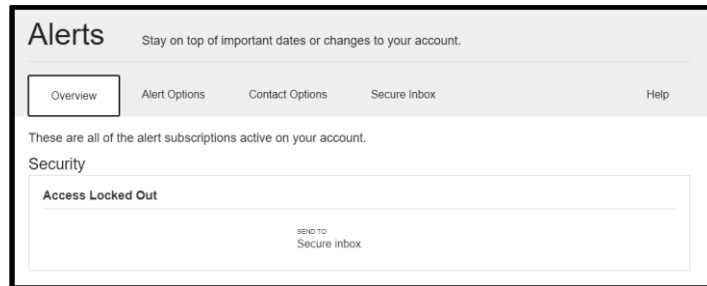 Alerts Stay on top of important dates or changes to your account.
Overview Alert Options Contact Options Secure Inbox Help
These are all of the alert subscriptions active on your account.
Security
Access Locked Out
SEND TO
Secure inbox